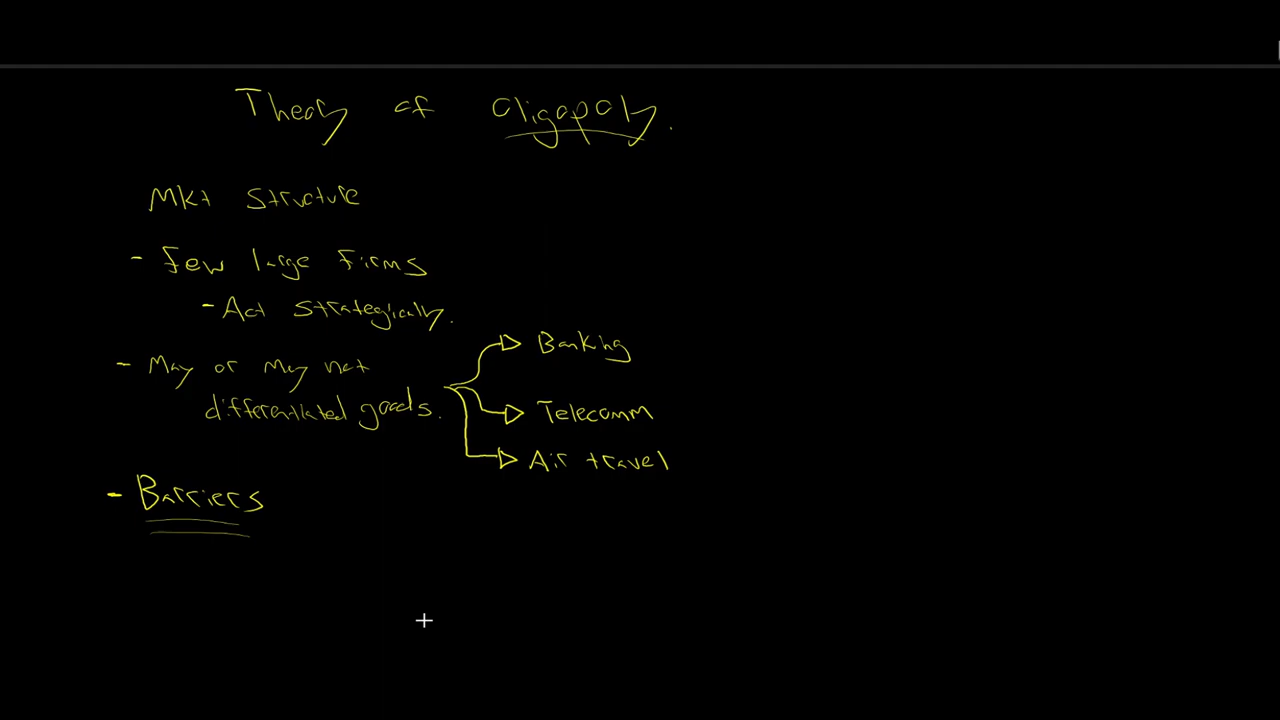 Theory of Oligopoly.
Mkt Structure
- Few large firms
- Act strategically.
- May or May not
differentiated goods.
Banking
Telecomm
Air travel
- Barriers